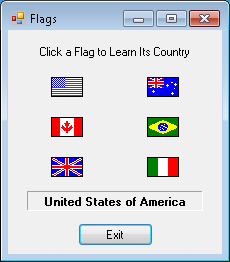 Flags
Click a Flag to Learn Its Country
United States of America
Exit